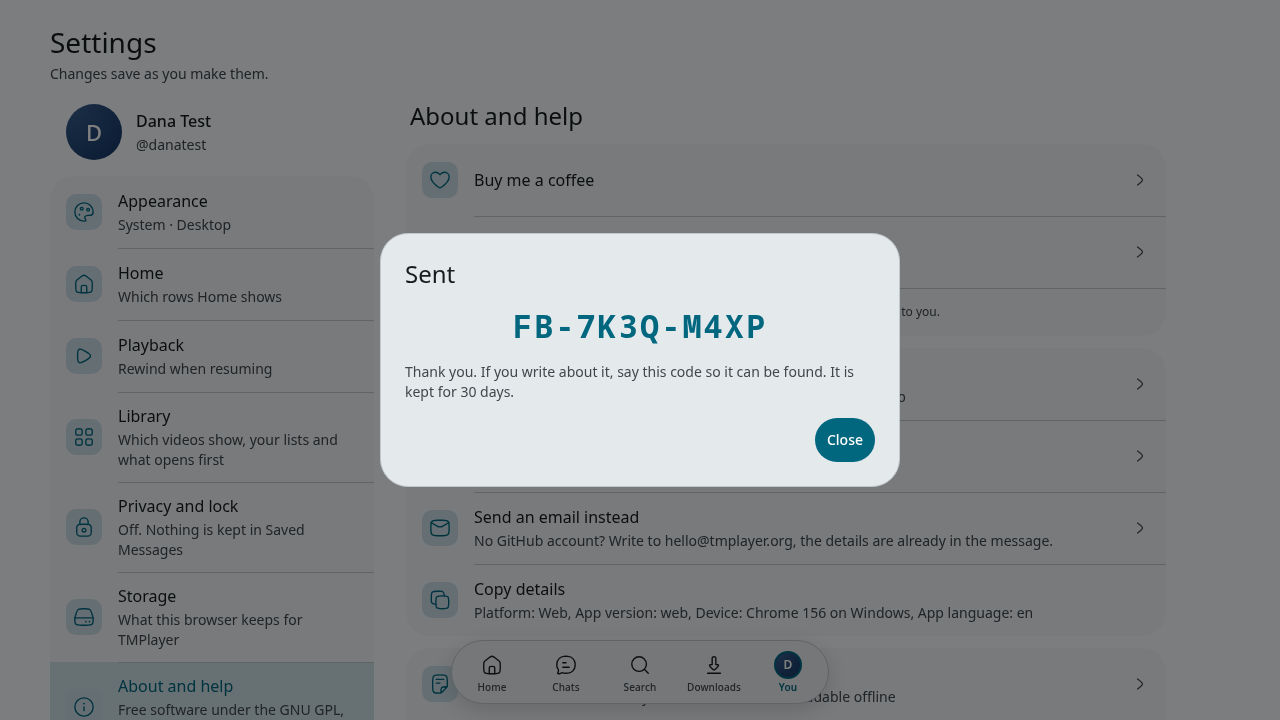 Settings
Changes save as you make them.
D
Dana Test
@danatest
Appearance
System · Desktop
Home
Which rows Home shows
Playback
Rewind when resuming
Library
Which videos show, your lists and
what opens first
Privacy and lock
Off. Nothing is kept in Saved
Messages
Storage
What this browser keeps for
TMPlayer
About and help
Free software under the GNU GPL,
About and help
Buy me a coffee
to you.
Sent
FB-7K3Q-M4XP
Thank you. If you write about it, say this code so it can be found. It is
kept for 30 days.
Close
Send an email instead
No GitHub account? Write to hello@tmplayer.org, the details are already in the message.
Copy details
Platform: Web, App version: web, Device: Chrome 156 on Windows, App language: en
offline
Home
Chats
Search
Downloads
D
You